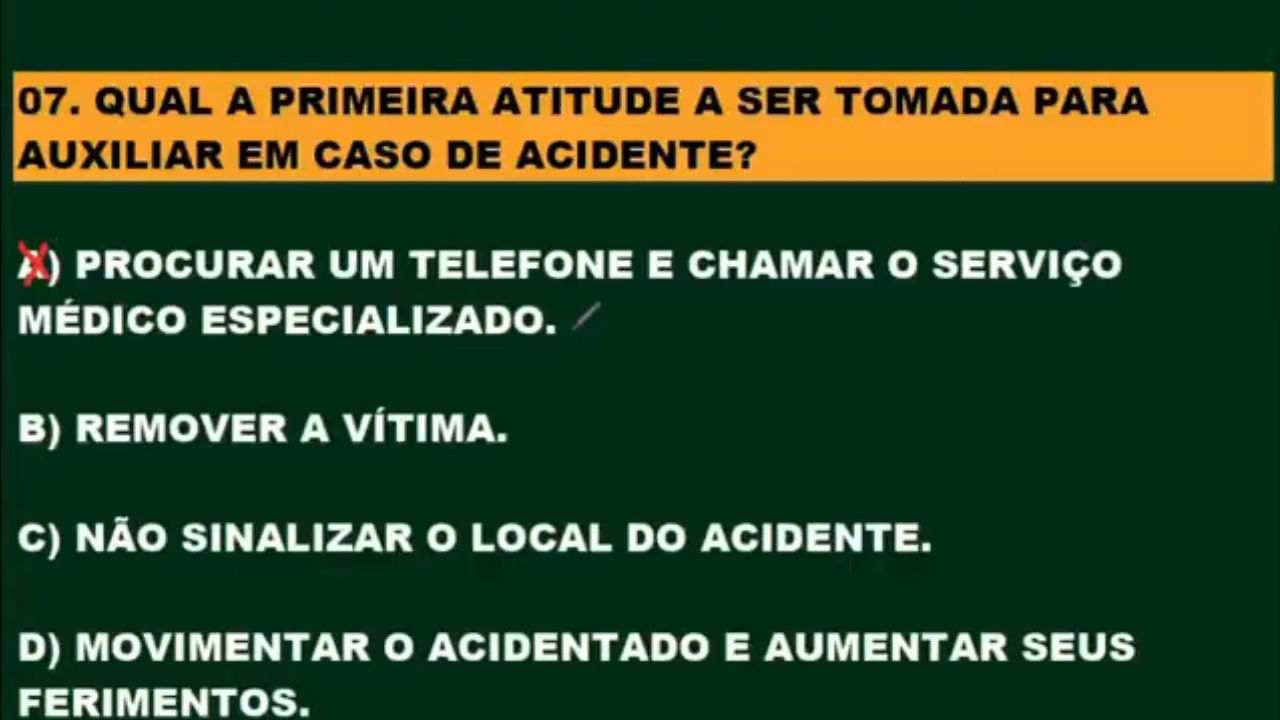 07. QUAL A PRIMEIRA ATITUDE A SER TOMADA PARA
AUXILIAR EM CASO DE ACIDENTE?
A) PROCURAR UM TELEFONE E CHAMAR O SERVIÇO
MÉDICO ESPECIALIZADO.
B) REMOVER A VÍTIMA.
C) NÃO SINALIZAR O LOCAL DO ACIDENTE.
D) MOVIMENTAR O ACIDENTADO E AUMENTAR SEUS
FERIMENTOS.